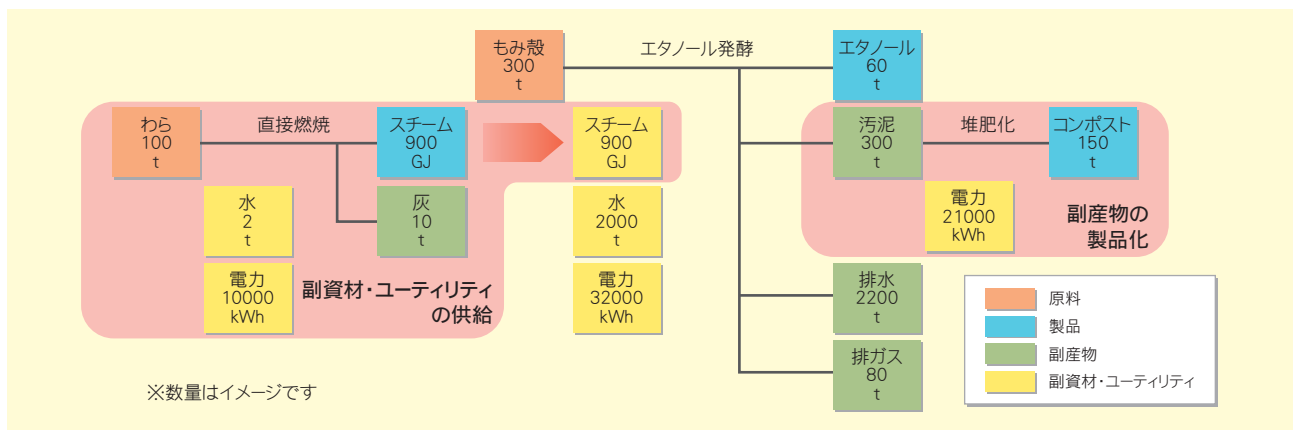 もみ殻
300
t
エタノール発酵
エタノール
60
t
わら
100
t
直接燃焼
スチーム
900
GJ
スチーム
900
GJ
汚泥
300
t
堆肥化
コンポスト
150
t
水
2
t
灰
10
t
水
2000
t
電力
21000
kWh
副産物の
製品化
電力
10000
kWh
副資材・ユーティリティ
の供給
電力
32000
kWh
排水
2200
t
排ガス
80
t
原料
製品
副産物
副資材・ユーティリティ
※数量はイメージです